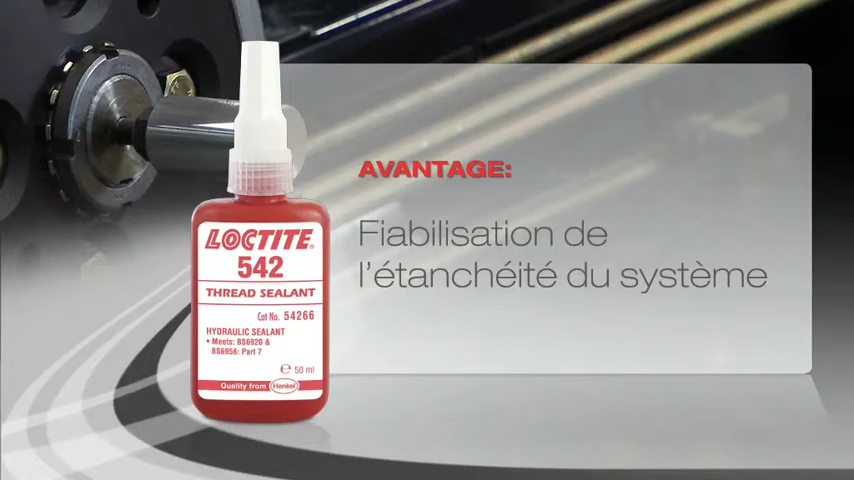 AVANTAGE:
Fiabilisation de
l'étanchéité du système
LOCTITE®
542
THREAD SEALANT
Cat No. 54266
HYDRAULIC SEALANT
• Meets: BS6920 &
BS6956: Part 7
℮ 50 ml
Quality from Henkel